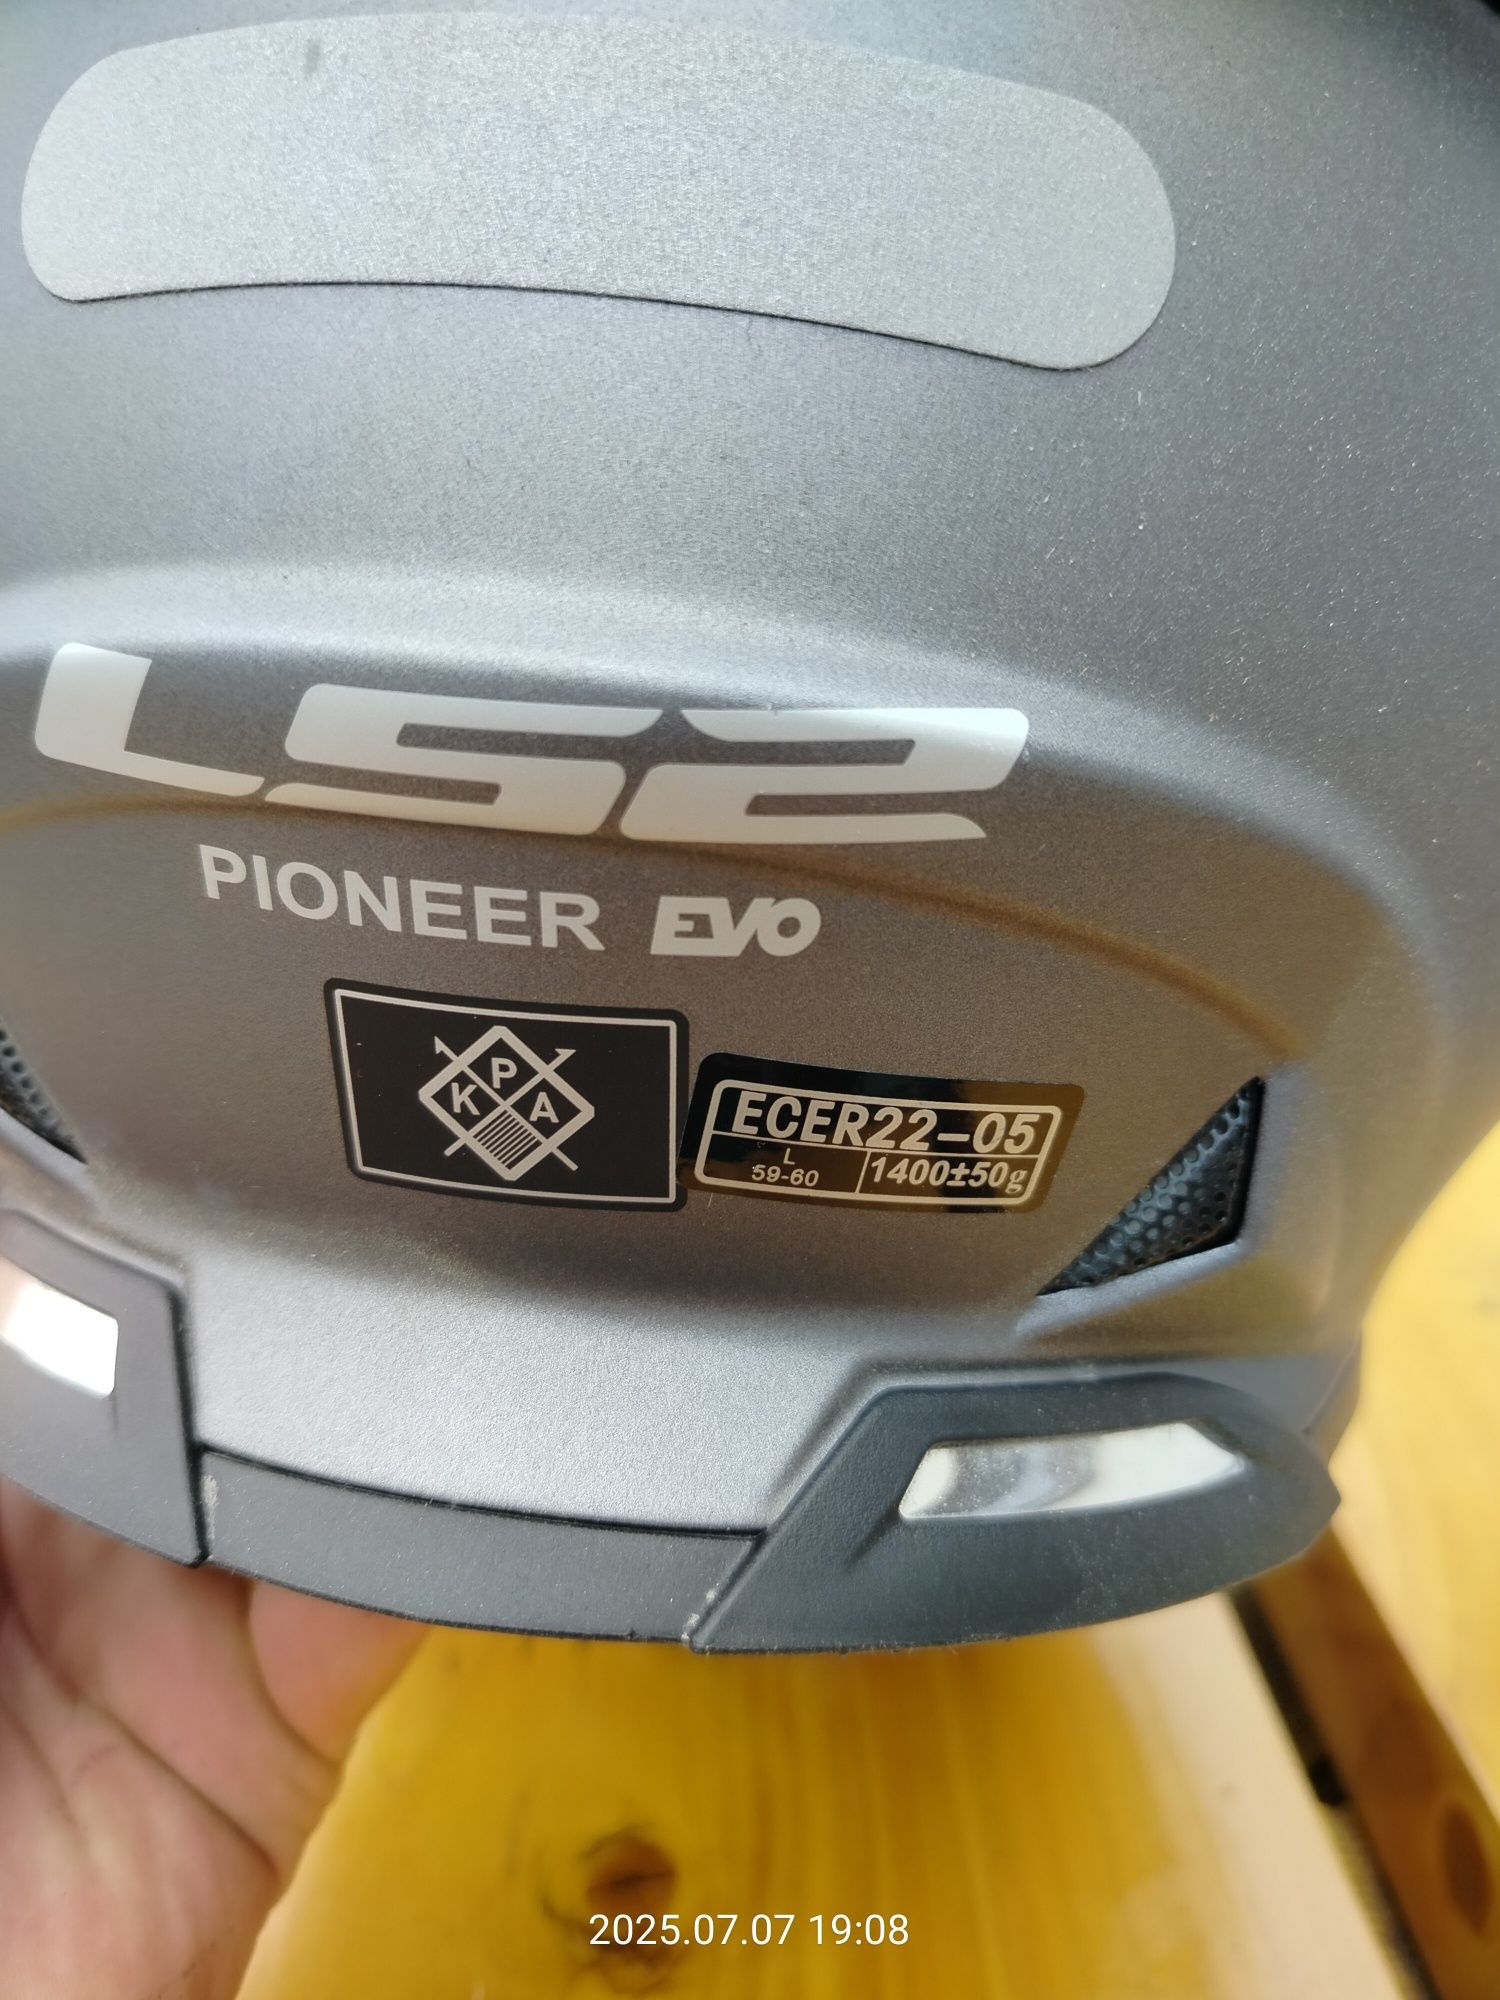 LS2
PIONEER EVO
P
K A
ECER22-05
L
59-60
1400±50g
2025.07.07 19:08